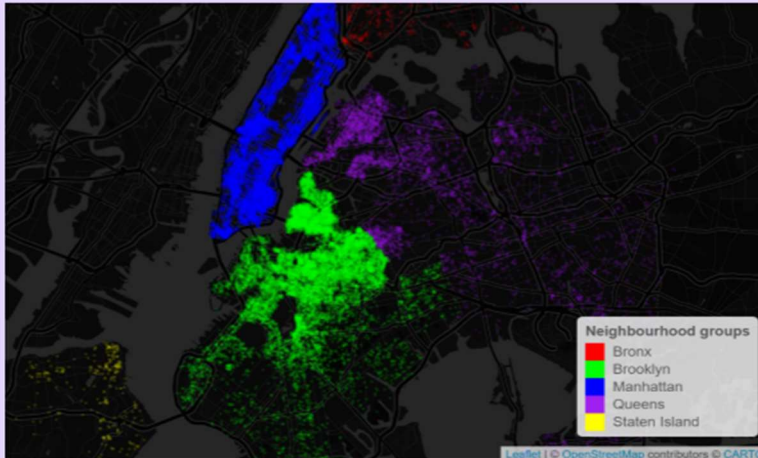 Neighbourhood groups
Bronx
Brooklyn
Manhattan
Queens
Staten Island
Leaflet | © OpenStreetMap contributors © CARTO